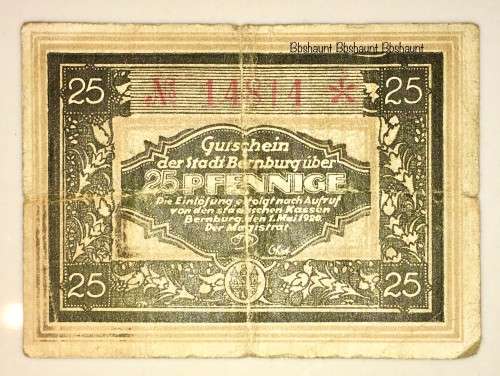 Bbshaunt Bbshaunt Bbshaunt
25 № 14814 * 25
Gutschein
der Stadt Bernburg über
25 PFENNIGE
Die Einlösung erfolgt nach Aufruf
von den städtischen Kassen
Bernburg, den 1. Mai 1920.
Der Magistrat
25 25